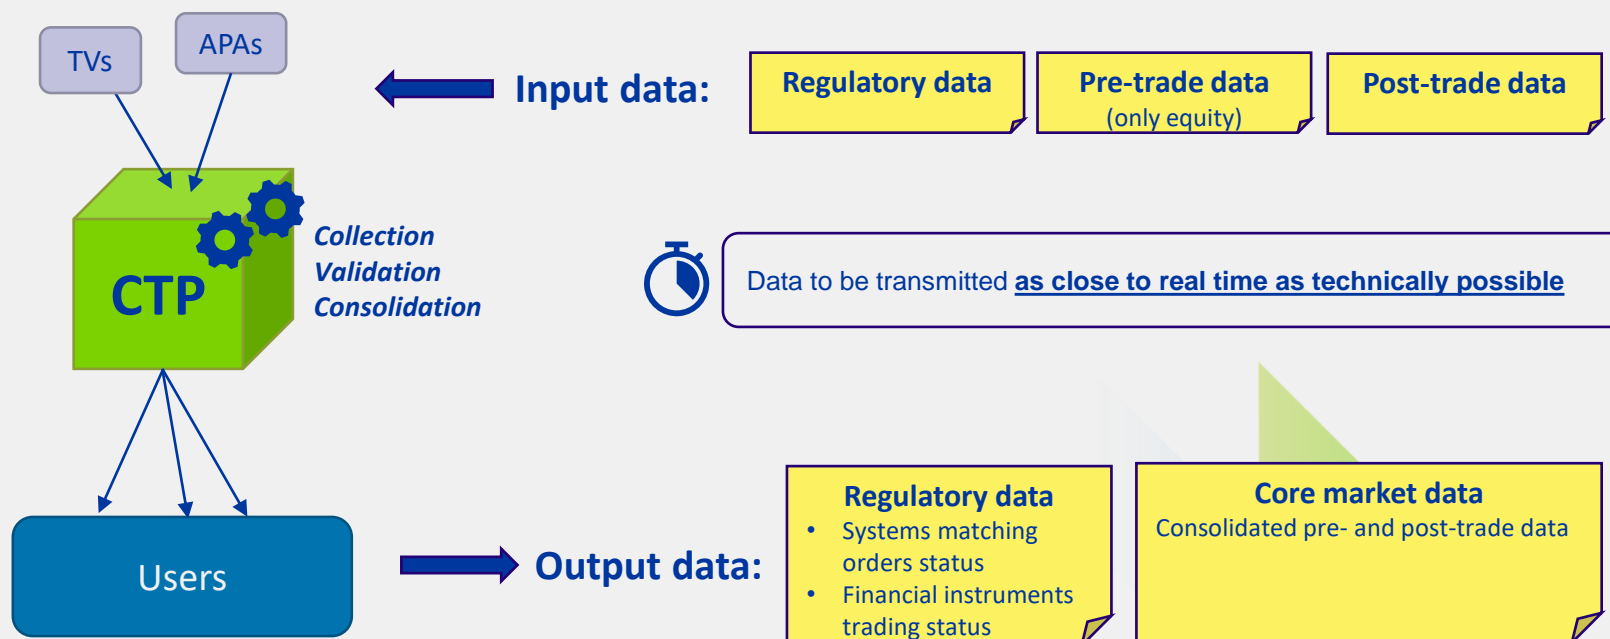 TVs
APAs
Input data:
Regulatory data
Pre-trade data
(only equity)
Post-trade data
CTP
Collection
Validation
Consolidation
Data to be transmitted as close to real time as technically possible
Users
Output data:
Regulatory data
• Systems matching
orders status
• Financial instruments
trading status
Core market data
Consolidated pre- and post-trade data